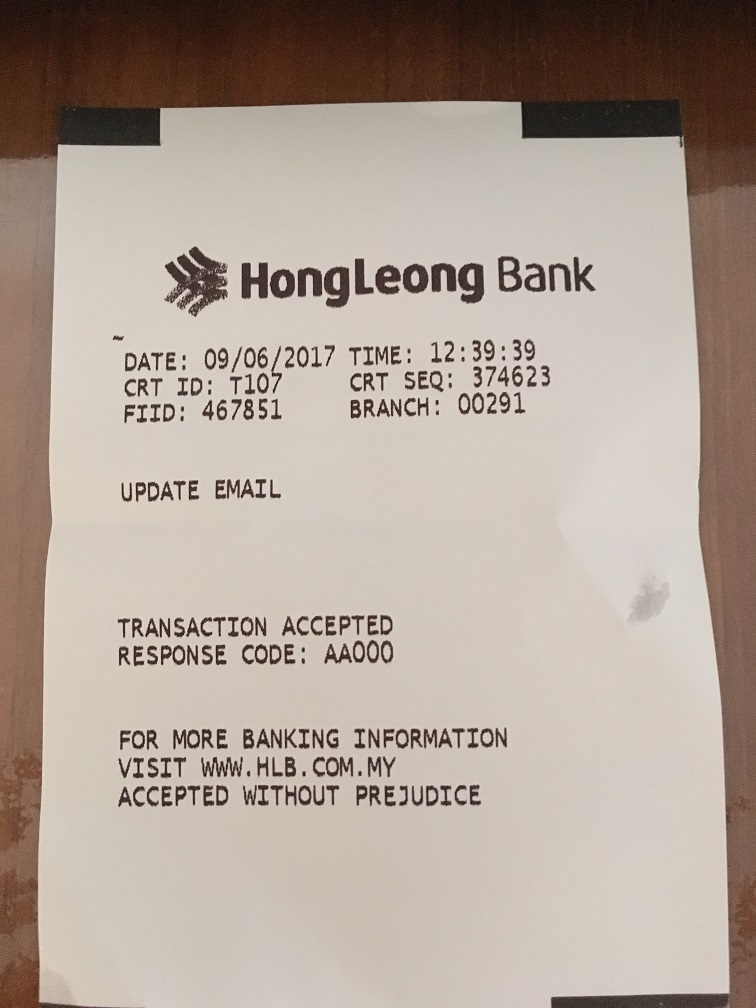 HongLeong Bank
~
DATE: 09/06/2017 TIME: 12:39:39
CRT ID: T107 CRT SEQ: 374623
FIID: 467851 BRANCH: 00291
UPDATE EMAIL
TRANSACTION ACCEPTED
RESPONSE CODE: AA000
FOR MORE BANKING INFORMATION
VISIT WWW.HLB.COM.MY
ACCEPTED WITHOUT PREJUDICE